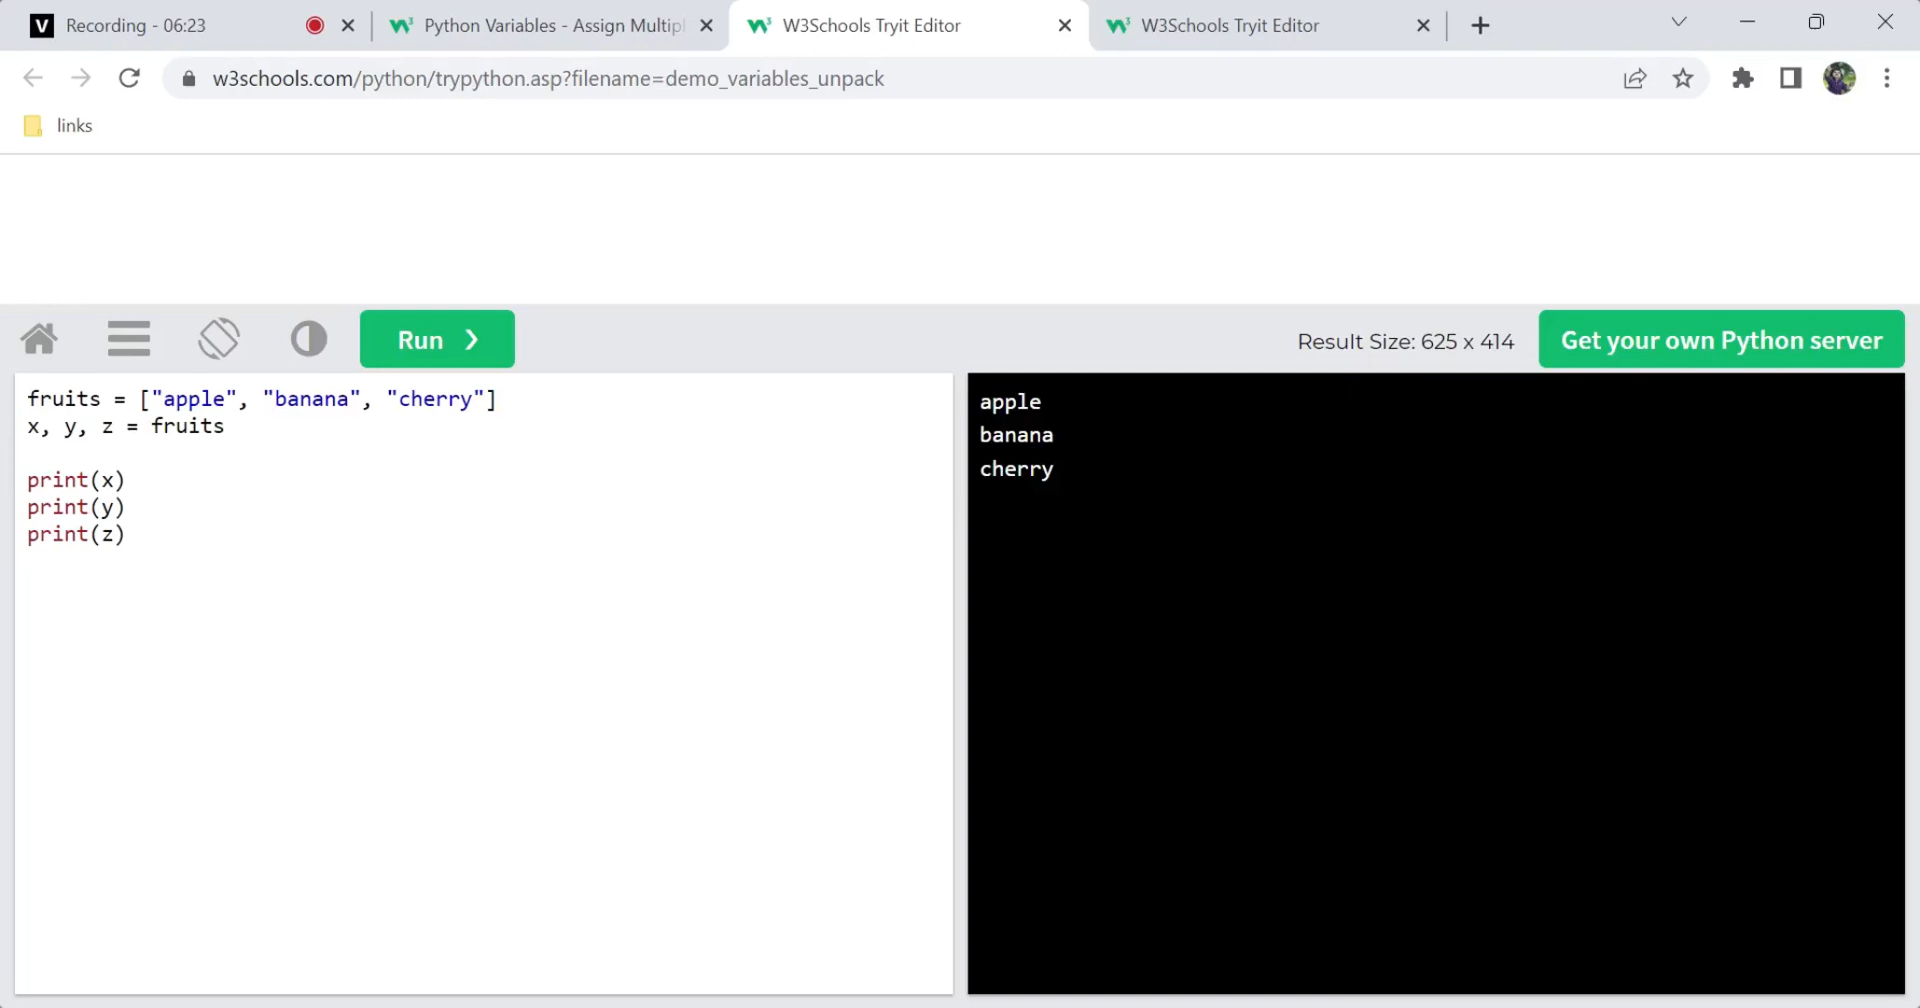 V Recording - 06:23
Python Variables - Assign Multipl
W3Schools Tryit Editor
W3Schools Tryit Editor
w3schools.com/python/trypython.asp?filename=demo_variables_unpack
links
Run ❯
Result Size: 625 x 414
Get your own Python server
fruits = ["apple", "banana", "cherry"]
x, y, z = fruits
print(x)
print(y)
print(z)
apple
banana
cherry